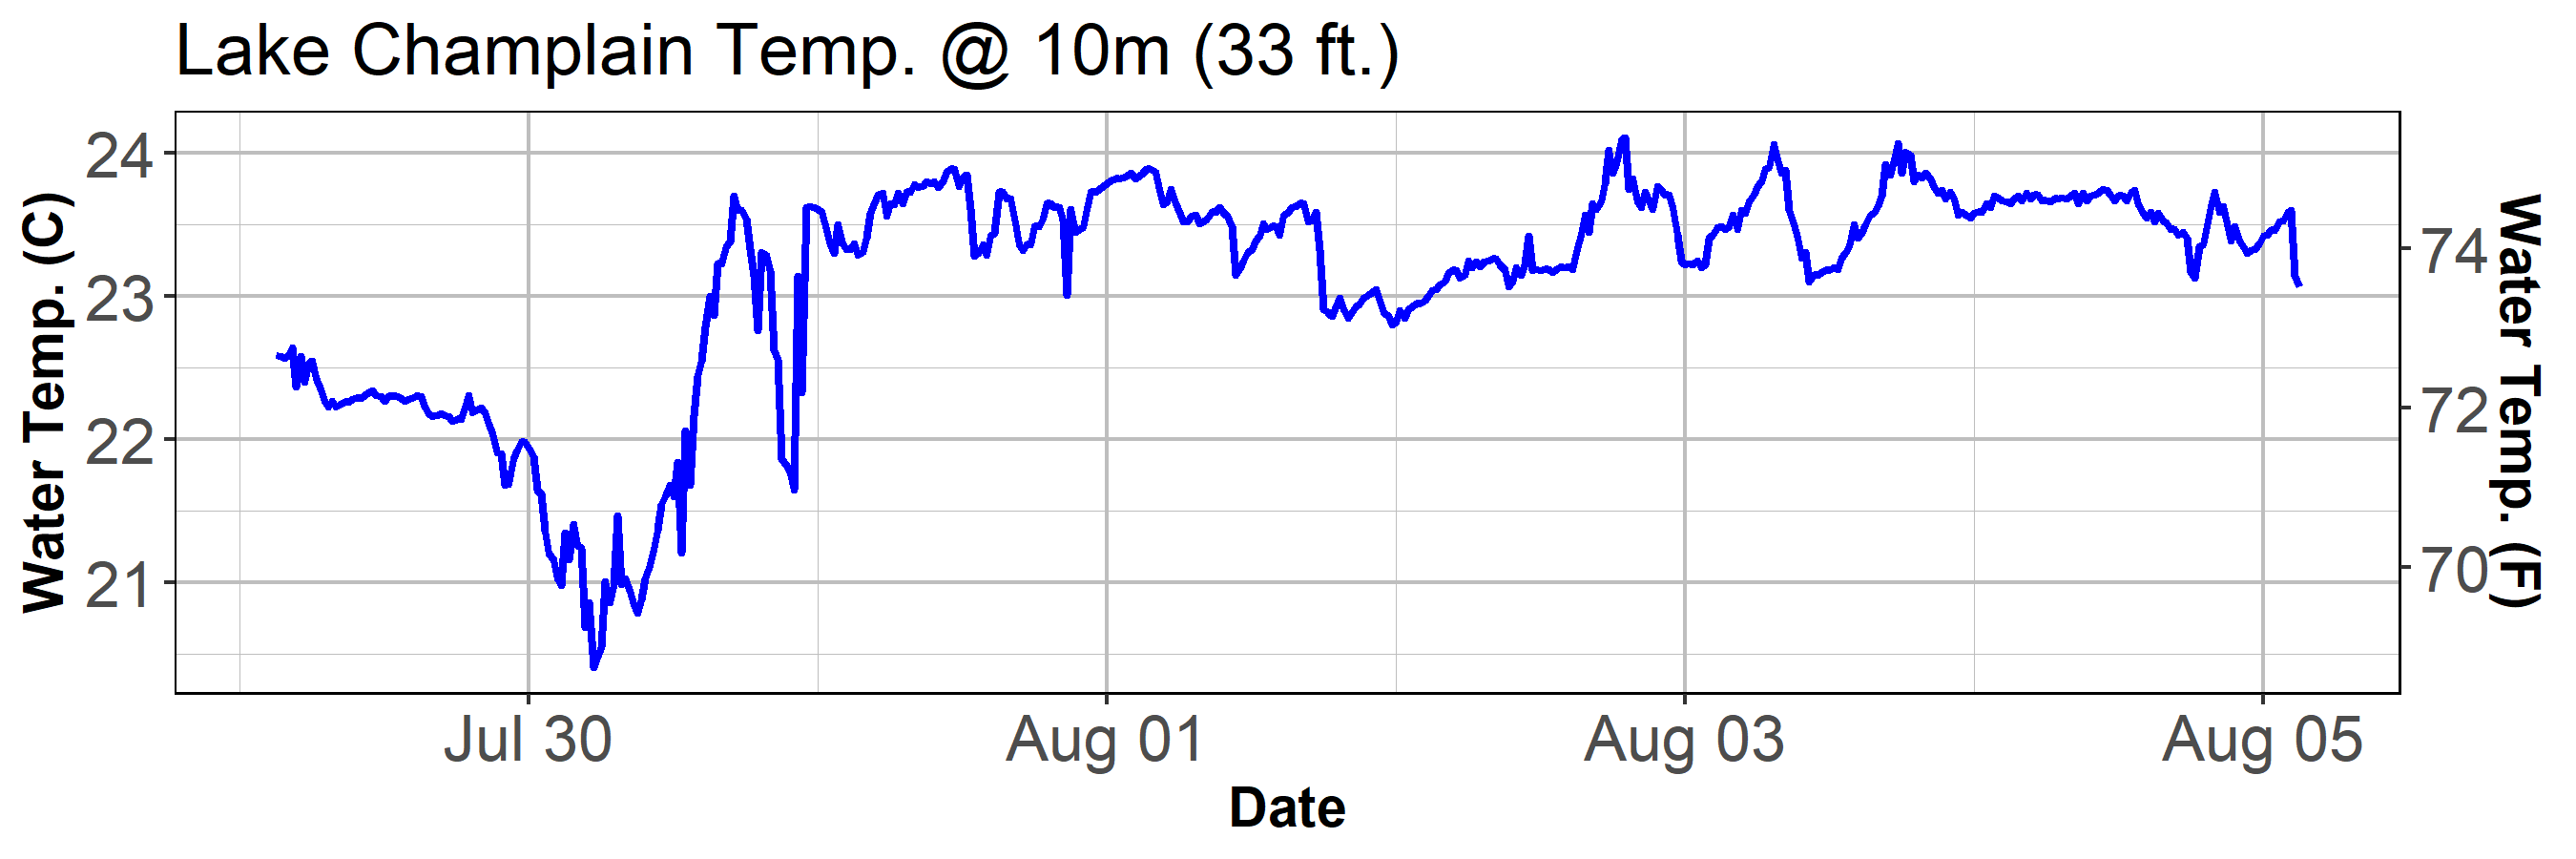 Lake Champlain Temp. @ 10m (33 ft.)
Water Temp. (C)
24
23
22
21
74
72
70
Water Temp. (F)
Jul 30 Aug 01 Aug 03 Aug 05
Date